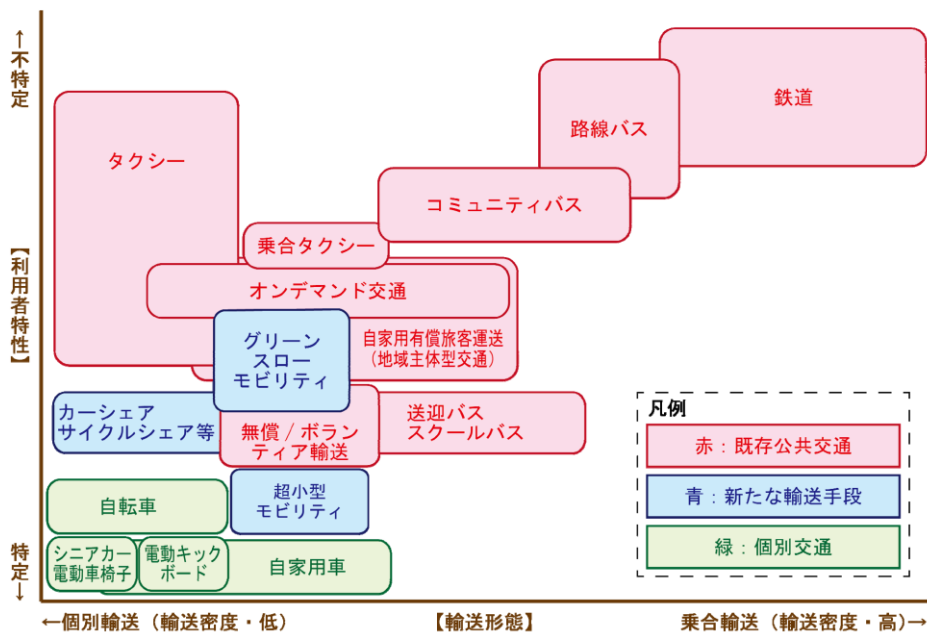 ←不特定
【利用者特性】
特定→
鉄道
路線バス
タクシー
コミュニティバス
乗合タクシー
オンデマンド交通
グリーン
スロー
モビリティ
自家用有償旅客運送
(地域主体型交通)
カーシェア
サイクルシェア等
無償 / ボラン
ティア輸送
送迎バス
スクールバス
自転車
超小型
モビリティ
シニアカー
電動車椅子
電動キック
ボード
自家用車
凡例
赤：既存公共交通
青：新たな輸送手段
緑：個別交通
←個別輸送（輸送密度・低）
【輸送形態】
乗合輸送（輸送密度・高）→